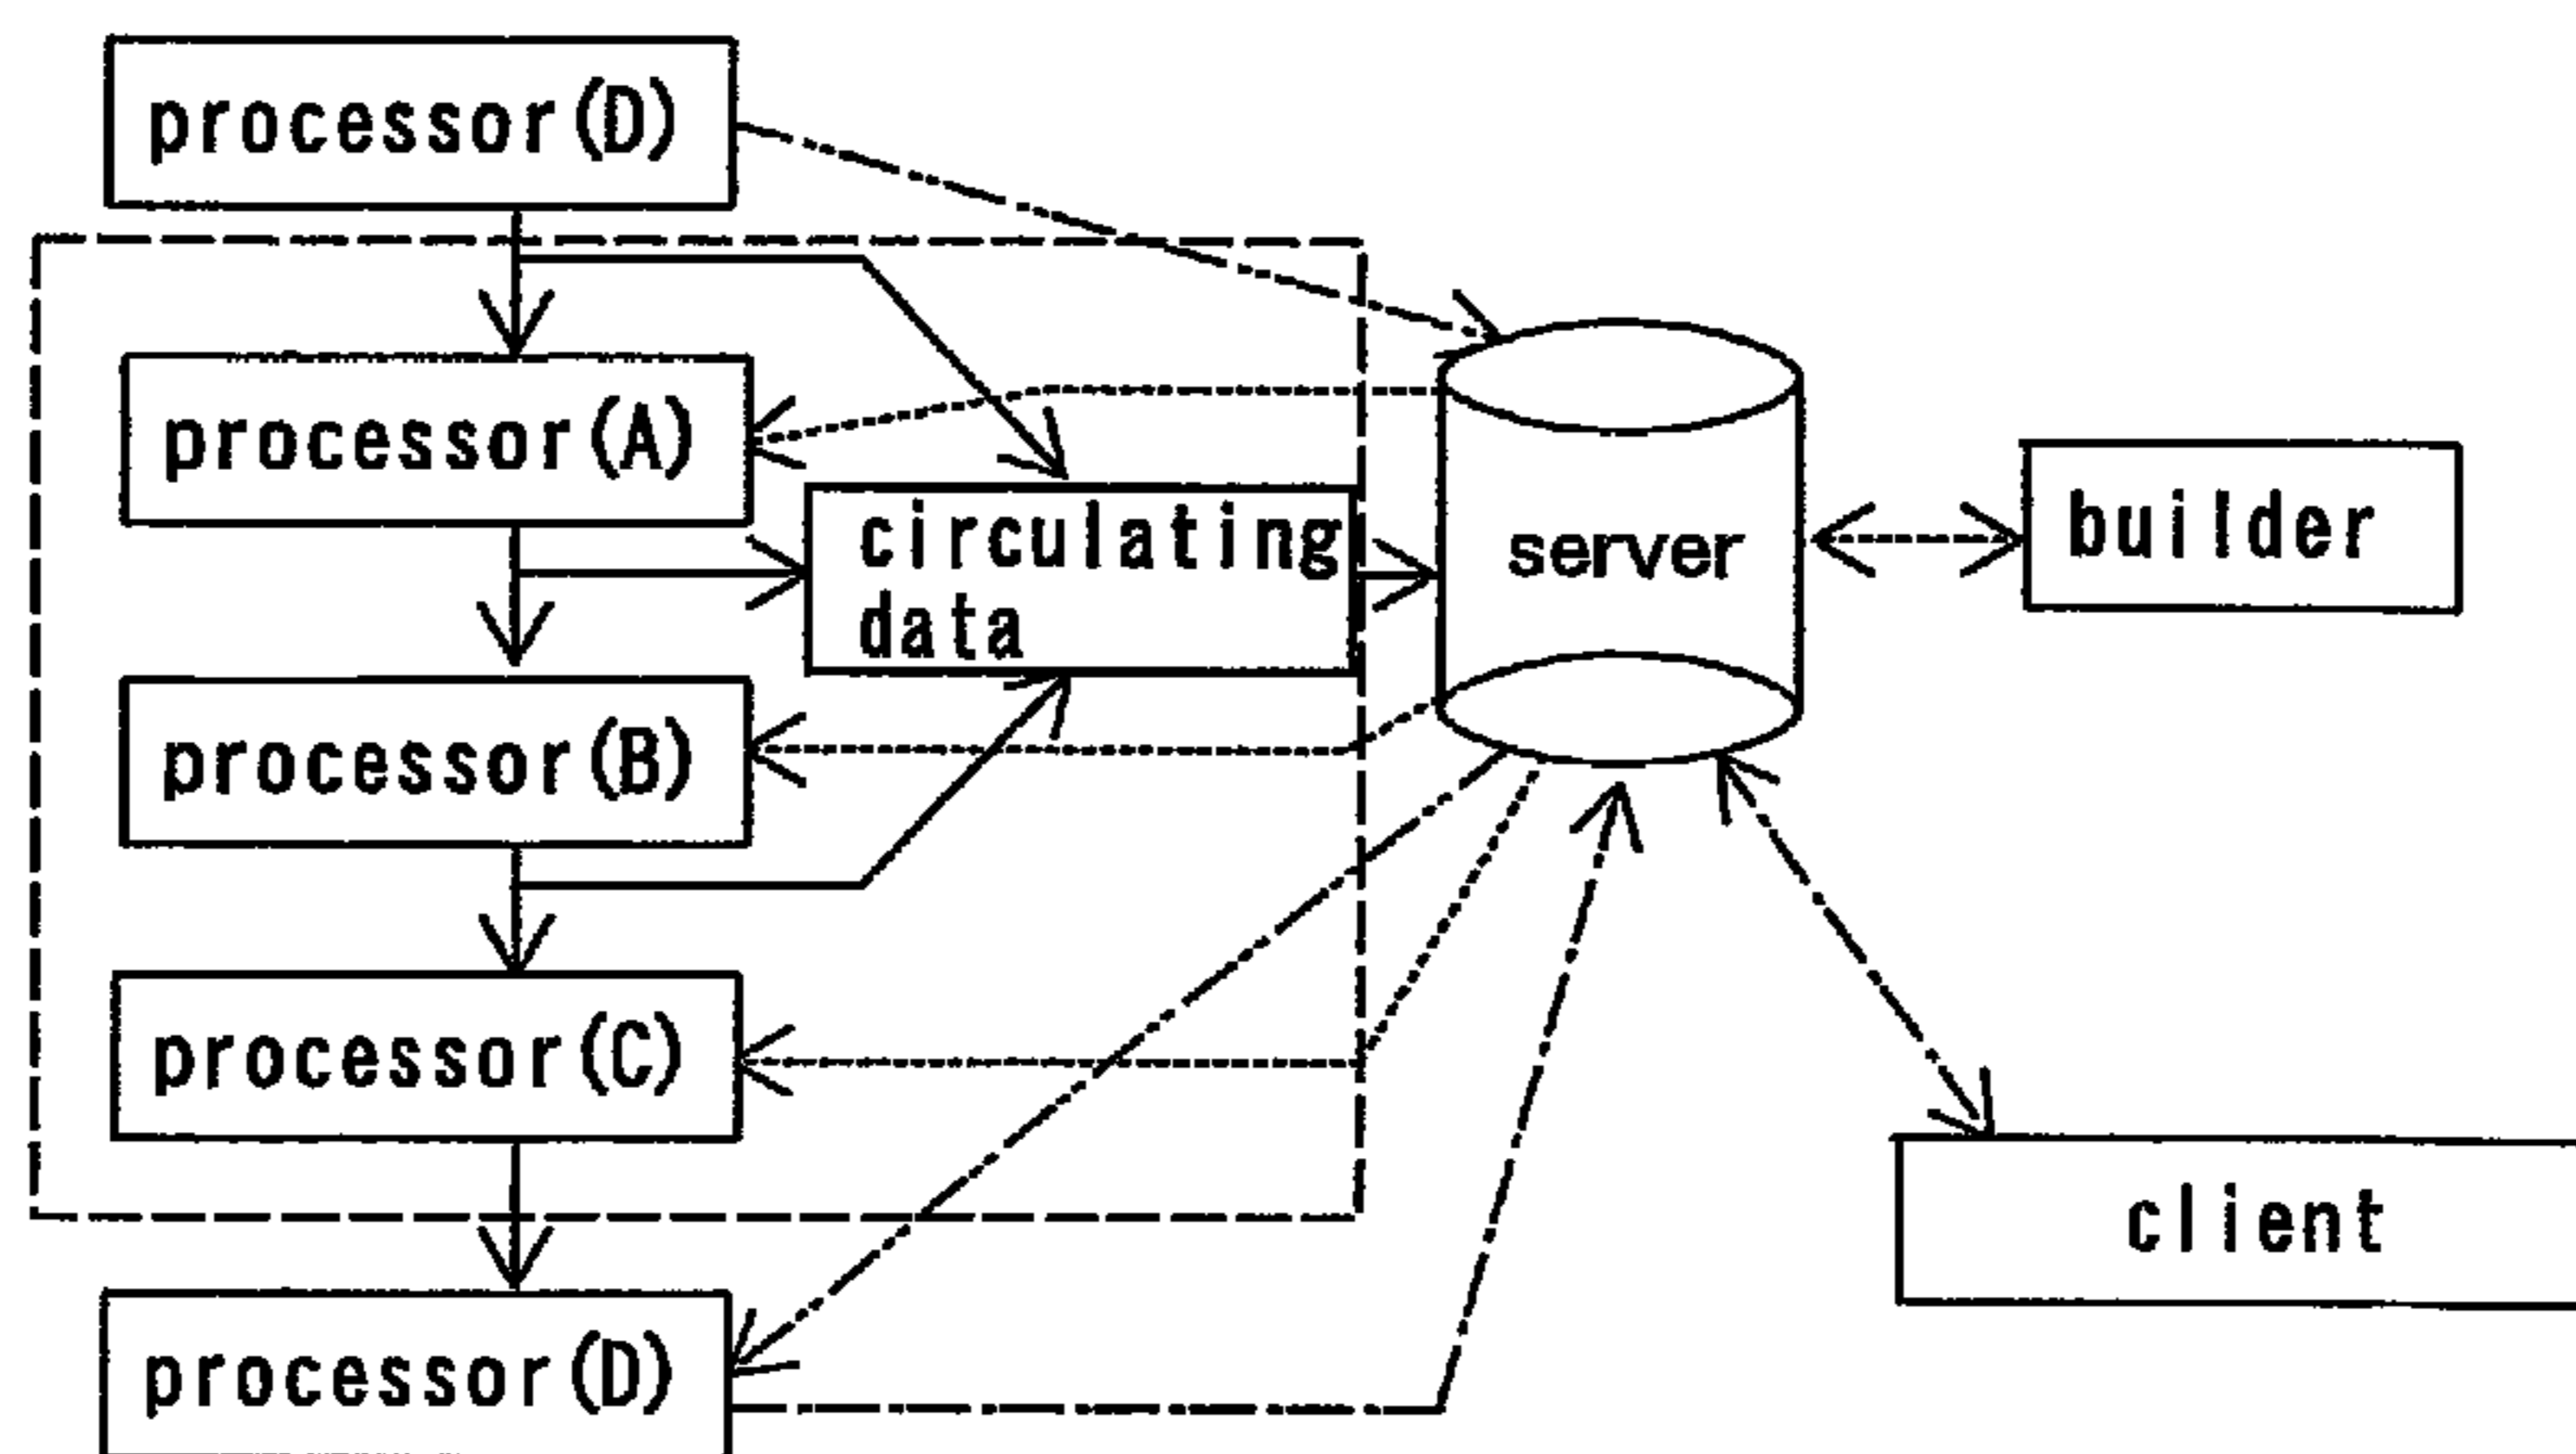 processor(D)
processor(A)
circulating
data
server
builder
processor(B)
processor(C)
client
processor(D)